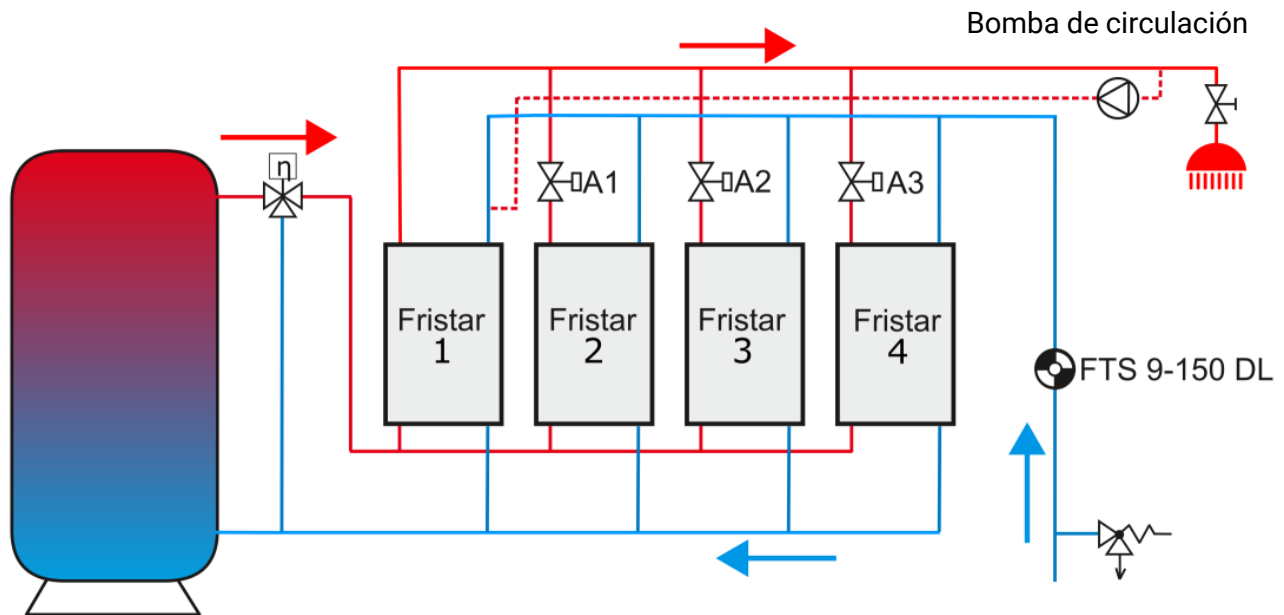 Bomba de circulación
η
A1
A2
A3
Fristar
1
Fristar
2
Fristar
3
Fristar
4
FTS 9-150 DL